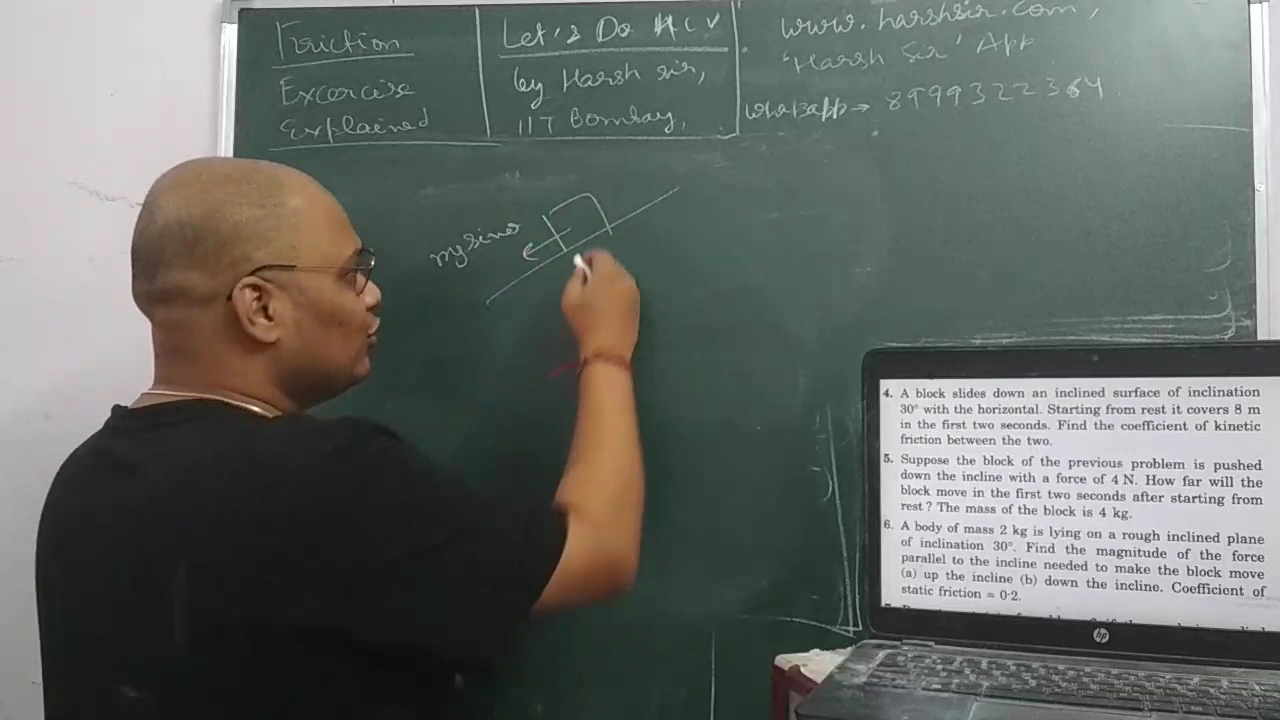 Friction
Excercise
Explained
Let's Do HCV
by Harsh sir,
IIT Bombay,
www.harshsir.com,
'Harsh Sir' App
whatsapp→ 8999322364
mg sinθ
4. A block slides down an inclined surface of inclination
30° with the horizontal. Starting from rest it covers 8 m
in the first two seconds. Find the coefficient of kinetic
friction between the two.
5. Suppose the block of the previous problem is pushed
down the incline with a force of 4 N. How far will the
block move in the first two seconds after starting from
rest ? The mass of the block is 4 kg.
6. A body of mass 2 kg is lying on a rough inclined plane
of inclination 30°. Find the magnitude of the force
parallel to the incline needed to make the block move
(a) up the incline (b) down the incline. Coefficient of
static friction = 0·2.
hp